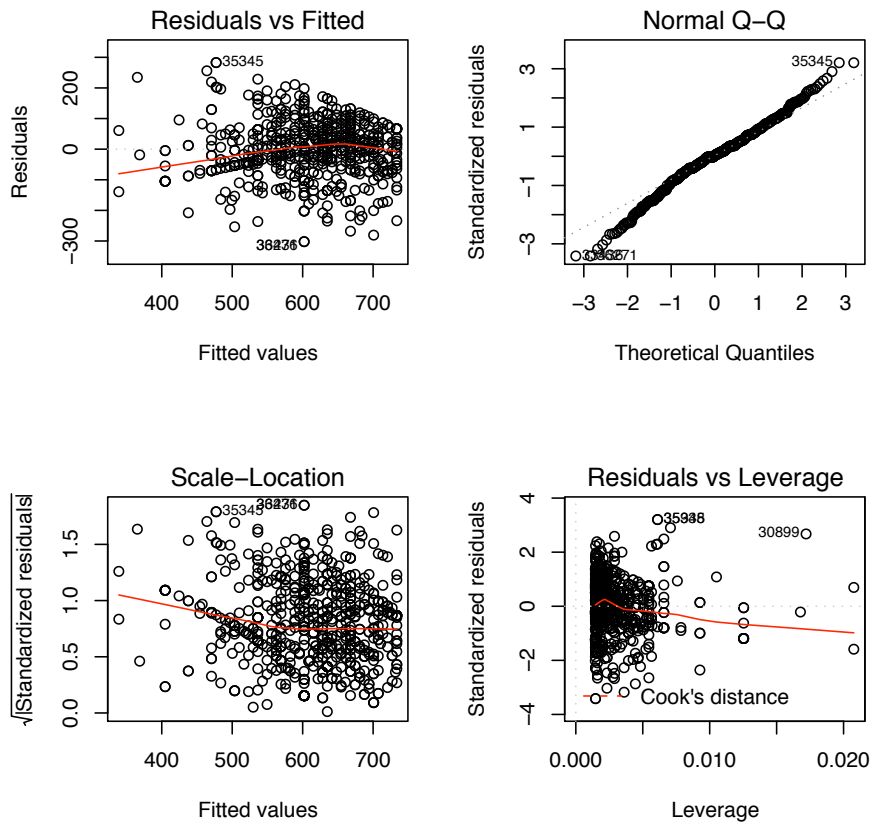 Residuals vs Fitted
Residuals
200
0
−300
35345
400 500 600 700
Fitted values
Normal Q−Q
Standardized residuals
3
1
−1
−3
35345
−3 −2 −1 0 1 2 3
Theoretical Quantiles
Scale−Location
√|Standardized residuals|
1.5
1.0
0.5
0.0
35345
400 500 600 700
Fitted values
Residuals vs Leverage
Standardized residuals
4
2
0
−2
−4
30899
Cook's distance
0.000 0.010 0.020
Leverage